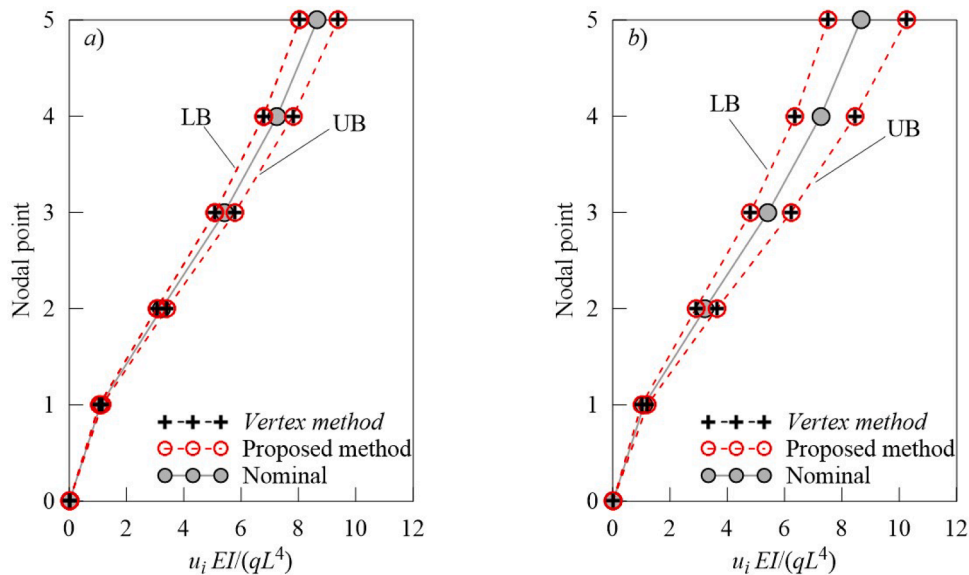 a)
5
4
3
2
1
0
Nodal point
LB
UB
Vertex method
Proposed method
Nominal
0 2 4 6 8 10 12
u_i EI/(qL^4)
b)
5
4
3
2
1
0
Nodal point
LB
UB
Vertex method
Proposed method
Nominal
0 2 4 6 8 10 12
u_i EI/(qL^4)